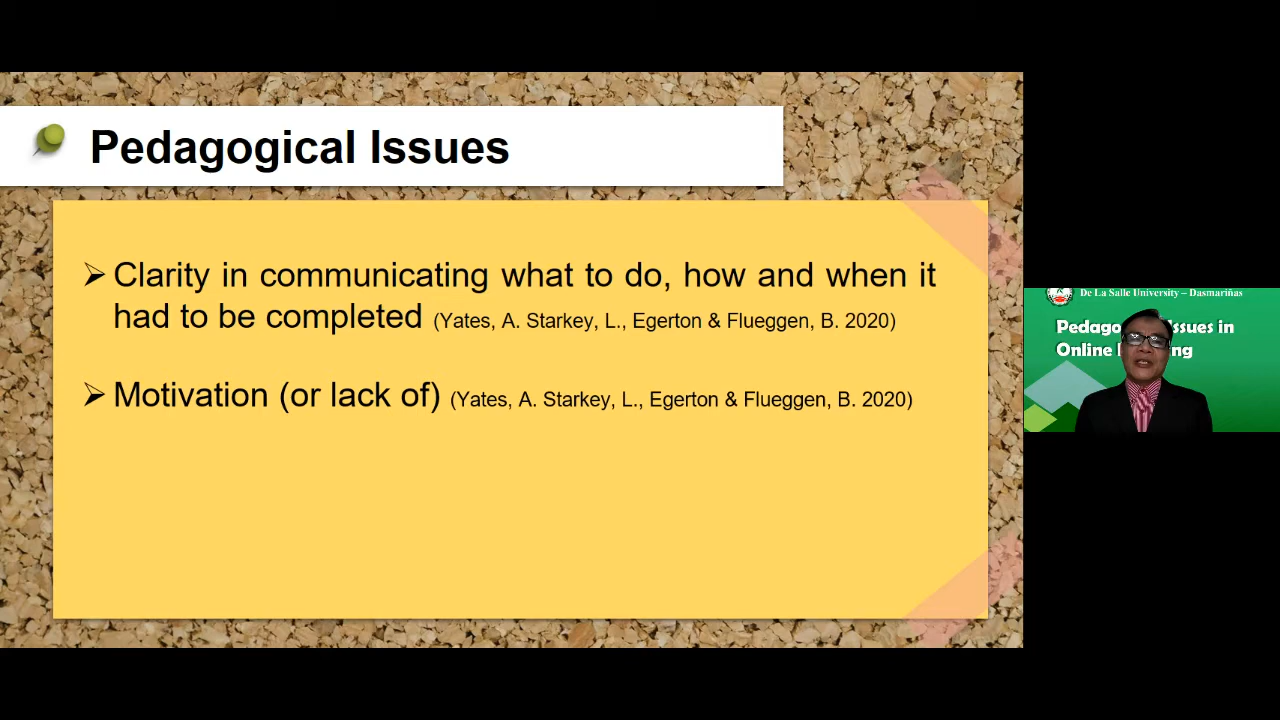 Pedagogical Issues
➢ Clarity in communicating what to do, how and when it
had to be completed (Yates, A. Starkey, L., Egerton & Flueggen, B. 2020)
➢ Motivation (or lack of) (Yates, A. Starkey, L., Egerton & Flueggen, B. 2020)
De La Salle University – Dasmariñas
Issues in
Online